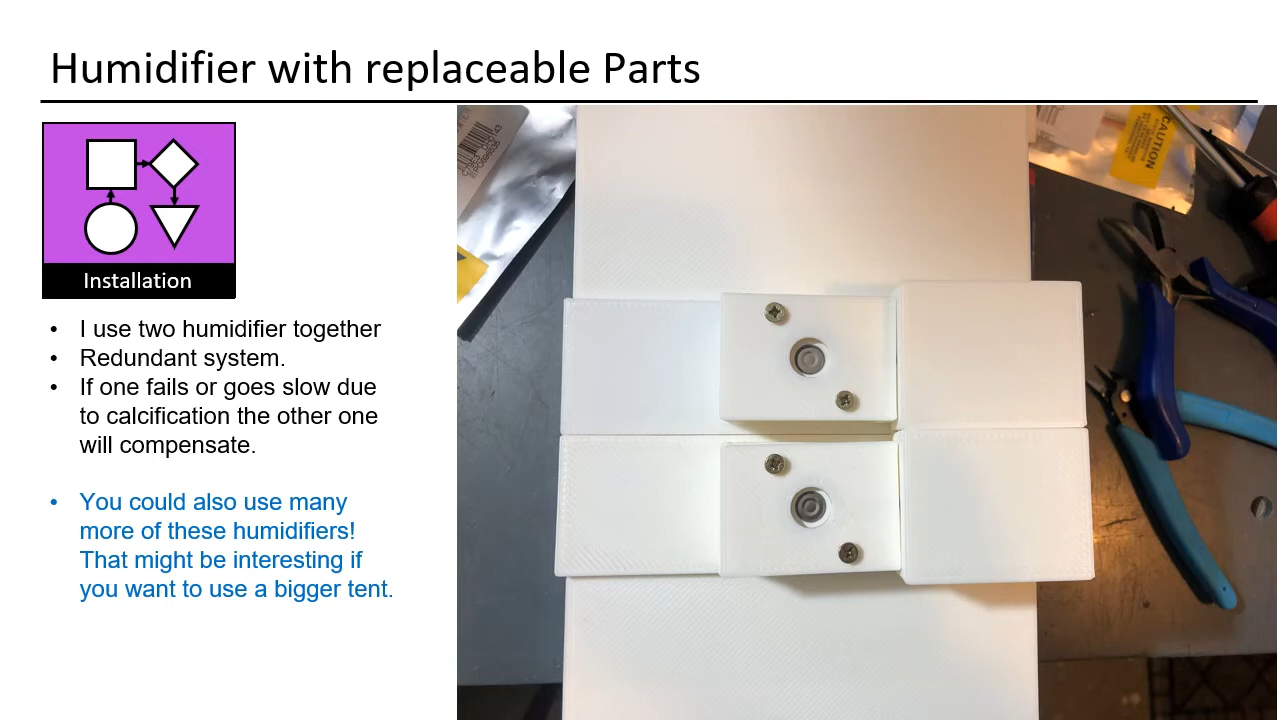 Humidifier with replaceable Parts
Installation
• I use two humidifier together
• Redundant system.
• If one fails or goes slow due
to calcification the other one
will compensate.
• You could also use many
more of these humidifiers!
That might be interesting if
you want to use a bigger tent.
CAUTION